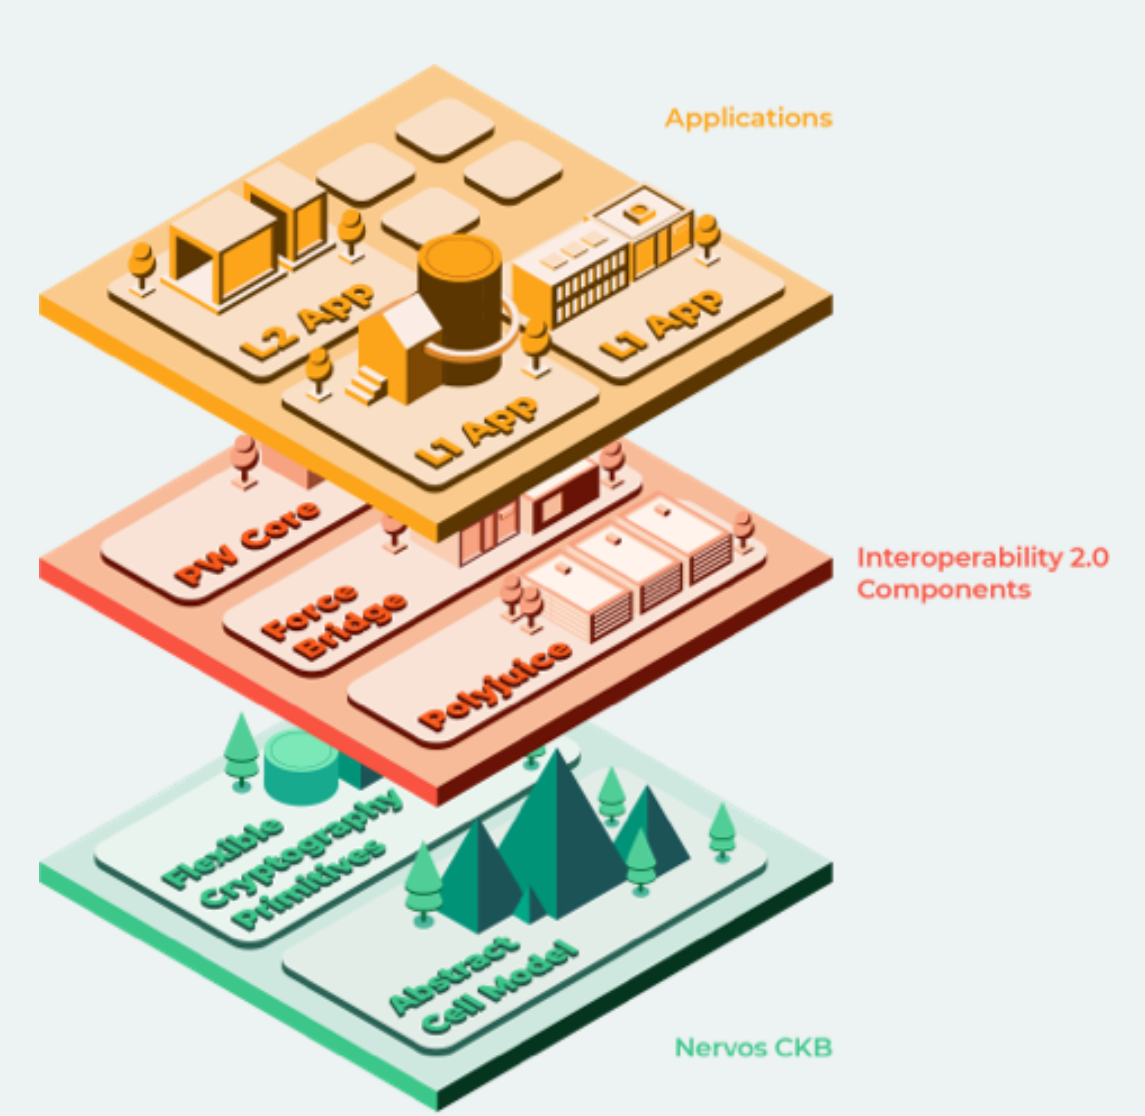 Applications
L2 App
L1 App
L1 App
PW Core
Force
Bridge
Polyjuice
Interoperability 2.0
Components
Flexible
Cryptography
Primitives
Abstract
Cell Model
Nervos CKB